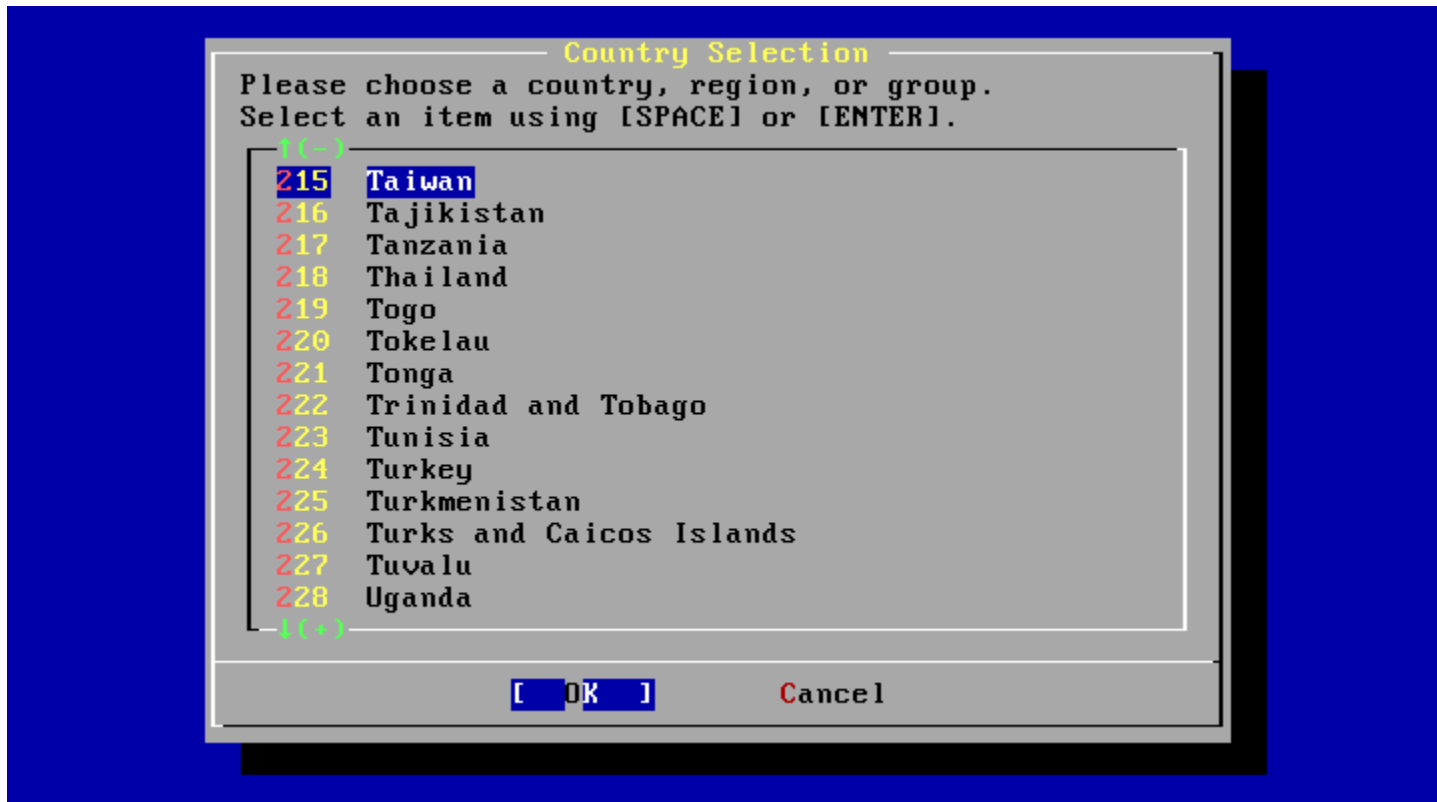 Country Selection
Please choose a country, region, or group.
Select an item using [SPACE] or [ENTER].
↑(-)
215 Taiwan
216 Tajikistan
217 Tanzania
218 Thailand
219 Togo
220 Tokelau
221 Tonga
222 Trinidad and Tobago
223 Tunisia
224 Turkey
225 Turkmenistan
226 Turks and Caicos Islands
227 Tuvalu
228 Uganda
↓(+)
[ OK ] Cancel